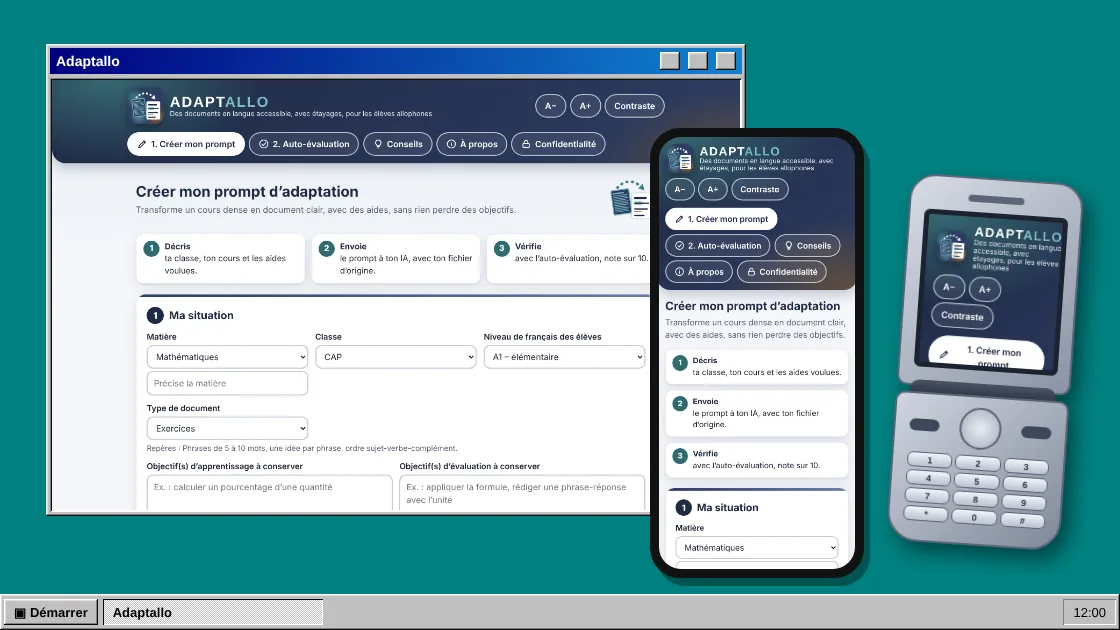 Adaptallo
ADAPTALLO
Des documents en langue accessible, avec étayages, pour les élèves allophones
A−
A+
Contraste
1. Créer mon prompt
2. Auto-évaluation
Conseils
À propos
Confidentialité
Créer mon prompt d’adaptation
Transforme un cours dense en document clair, avec des aides, sans rien perdre des objectifs.
1
Décris
ta classe, ton cours et les aides
voulues.
2
Envoie
le prompt à ton IA, avec ton fichier
d’origine.
3
Vérifie
avec l’auto-évaluation, note sur 10.
1 Ma situation
Matière
Classe
Niveau de français des élèves
Mathématiques
CAP
A1 – élémentaire
Précise la matière
Type de document
Exercices
Repères : Phrases de 5 à 10 mots, une idée par phrase, ordre sujet-verbe-complément.
Objectif(s) d’apprentissage à conserver
Objectif(s) d’évaluation à conserver
Ex. : calculer un pourcentage d’une quantité
Ex. : appliquer la formule, rédiger une phrase-réponse
avec l’unité
ADAPTALLO
Des documents en langue accessible, avec
étayages, pour les élèves allophones
A−
A+
Contraste
1. Créer mon prompt
2. Auto-évaluation
Conseils
À propos
Confidentialité
Créer mon prompt d’adaptation
Transforme un cours dense en document clair,
avec des aides, sans rien perdre des objectifs.
1
Décris
ta classe, ton cours et les aides voulues.
2
Envoie
le prompt à ton IA, avec ton fichier
d’origine.
3
Vérifie
avec l’auto-évaluation, note sur 10.
1 Ma situation
Matière
Mathématiques
ADAPTALLO
Des documents en langue
accessible, avec
étayages, pour les élèves
allophones
A−
A+
Contraste
1. Créer mon
prompt
1 2 3
4 5 6
7 8 9
* 0 #
Démarrer
Adaptallo
12:00